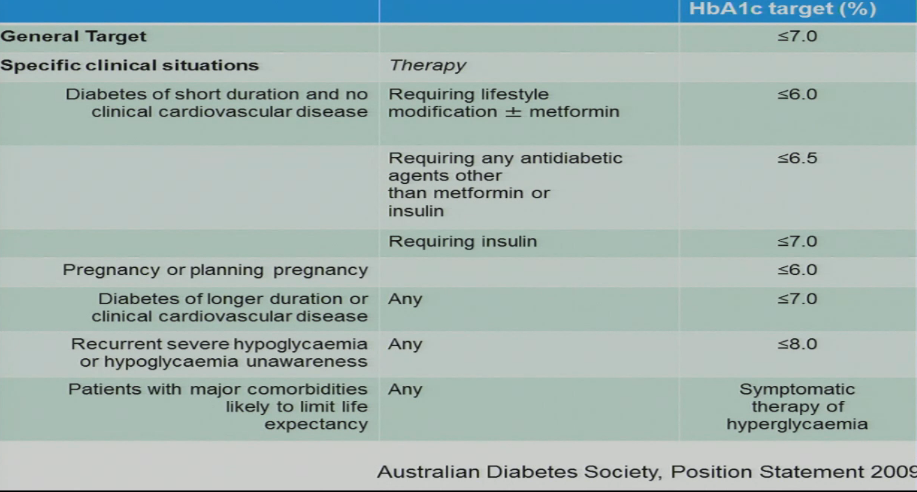 HbA1c target (%)
General Target ≤7.0
Specific clinical situations Therapy
Diabetes of short duration and no Requiring lifestyle ≤6.0
clinical cardiovascular disease modification ± metformin
Requiring any antidiabetic ≤6.5
agents other
than metformin or
insulin
Requiring insulin ≤7.0
Pregnancy or planning pregnancy ≤6.0
Diabetes of longer duration or Any ≤7.0
clinical cardiovascular disease
Recurrent severe hypoglycaemia Any ≤8.0
or hypoglycaemia unawareness
Patients with major comorbidities Any Symptomatic
likely to limit life therapy of
expectancy hyperglycaemia
Australian Diabetes Society, Position Statement 2009